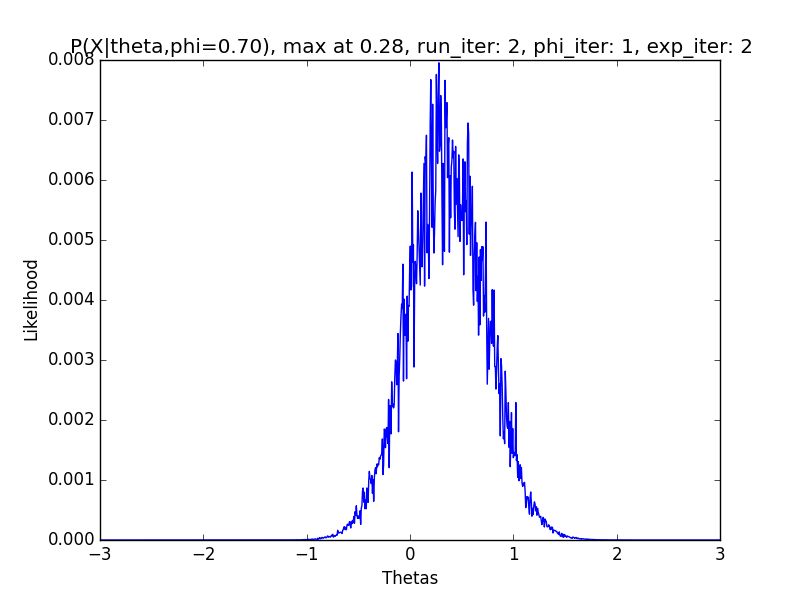 P(X|theta,phi=0.70), max at 0.28, run_iter: 2, phi_iter: 1, exp_iter: 2
0.008
0.007
0.006
0.005
0.004
0.003
0.002
0.001
0.000
Likelihood
−3 −2 −1 0 1 2 3
Thetas